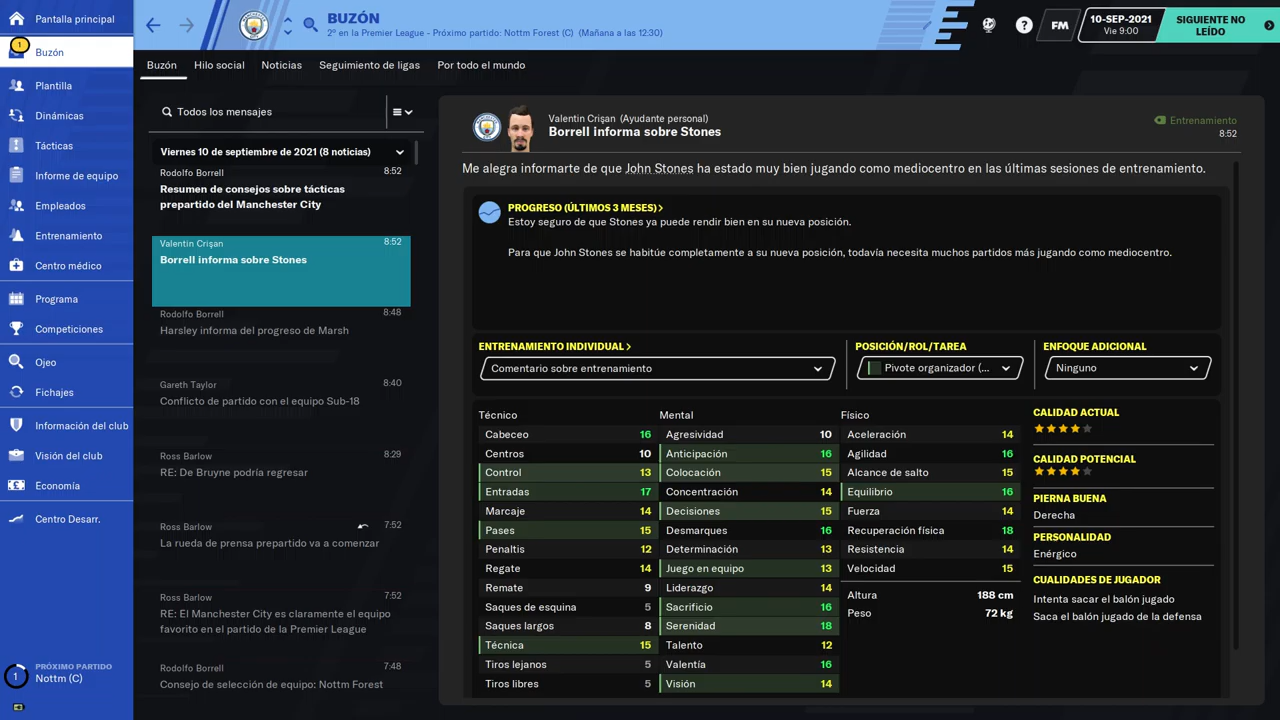 Pantalla principal
1
Buzón
Plantilla
Dinámicas
Tácticas
Informe de equipo
Empleados
Entrenamiento
Centro médico
Programa
Competiciones
Ojeo
Fichajes
Información del club
Visión del club
Economía
Centro Desarr.
1
PRÓXIMO PARTIDO
Nottm (C)
BUZÓN
2º en la Premier League - Próximo partido: Nottm Forest (C) (Mañana a las 12:30)
?
FM
10-SEP-2021
Vie 9:00
SIGUIENTE NO
LEÍDO
Buzón Hilo social Noticias Seguimiento de ligas Por todo el mundo
Todos los mensajes
Viernes 10 de septiembre de 2021 (8 noticias)
Rodolfo Borrell 8:52
Resumen de consejos sobre tácticas
prepartido del Manchester City
Valentin Crișan 8:52
Borrell informa sobre Stones
Rodolfo Borrell 8:48
Harsley informa del progreso de Marsh
Gareth Taylor 8:40
Conflicto de partido con el equipo Sub-18
Ross Barlow 8:29
RE: De Bruyne podría regresar
Ross Barlow 7:52
La rueda de prensa prepartido va a comenzar
Ross Barlow 7:52
RE: El Manchester City es claramente el equipo
favorito en el partido de la Premier League
Rodolfo Borrell 7:48
Consejo de selección de equipo: Nottm Forest
Valentin Crișan (Ayudante personal)
Borrell informa sobre Stones
Entrenamiento
8:52
Me alegra informarte de que John Stones ha estado muy bien jugando como mediocentro en las últimas sesiones de entrenamiento.
PROGRESO (ÚLTIMOS 3 MESES) >
Estoy seguro de que Stones ya puede rendir bien en su nueva posición.
Para que John Stones se habitúe completamente a su nueva posición, todavía necesita muchos partidos más jugando como mediocentro.
ENTRENAMIENTO INDIVIDUAL > POSICIÓN/ROL/TAREA ENFOQUE ADICIONAL
Comentario sobre entrenamiento Pivote organizador (... Ninguno
Técnico
Cabeceo 16
Centros 10
Control 13
Entradas 17
Marcaje 14
Pases 15
Penaltis 12
Regate 14
Remate 9
Saques de esquina 5
Saques largos 8
Técnica 15
Tiros lejanos 5
Tiros libres 5
Mental
Agresividad 10
Anticipación 16
Colocación 15
Concentración 14
Decisiones 15
Desmarques 16
Determinación 13
Juego en equipo 13
Liderazgo 14
Sacrificio 16
Serenidad 18
Talento 12
Valentía 16
Visión 14
Físico
Aceleración 14
Agilidad 16
Alcance de salto 15
Equilibrio 16
Fuerza 14
Recuperación física 18
Resistencia 14
Velocidad 15
Altura 188 cm
Peso 72 kg
CALIDAD ACTUAL
CALIDAD POTENCIAL
PIERNA BUENA
Derecha
PERSONALIDAD
Enérgico
CUALIDADES DE JUGADOR
Intenta sacar el balón jugado
Saca el balón jugado de la defensa